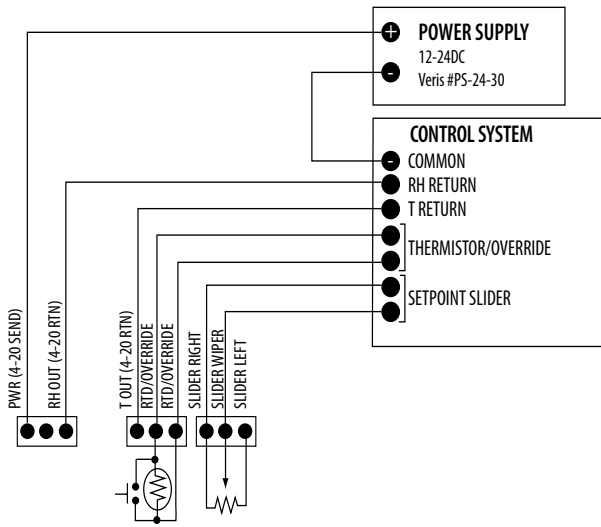 + POWER SUPPLY
12-24DC
- Veris #PS-24-30
CONTROL SYSTEM
- COMMON
RH RETURN
T RETURN
THERMISTOR/OVERRIDE
SETPOINT SLIDER
PWR (4-20 SEND)
RH OUT (4-20 RTN)
T OUT (4-20 RTN)
RTD/OVERRIDE
RTD/OVERRIDE
SLIDER RIGHT
SLIDER WIPER
SLIDER LEFT